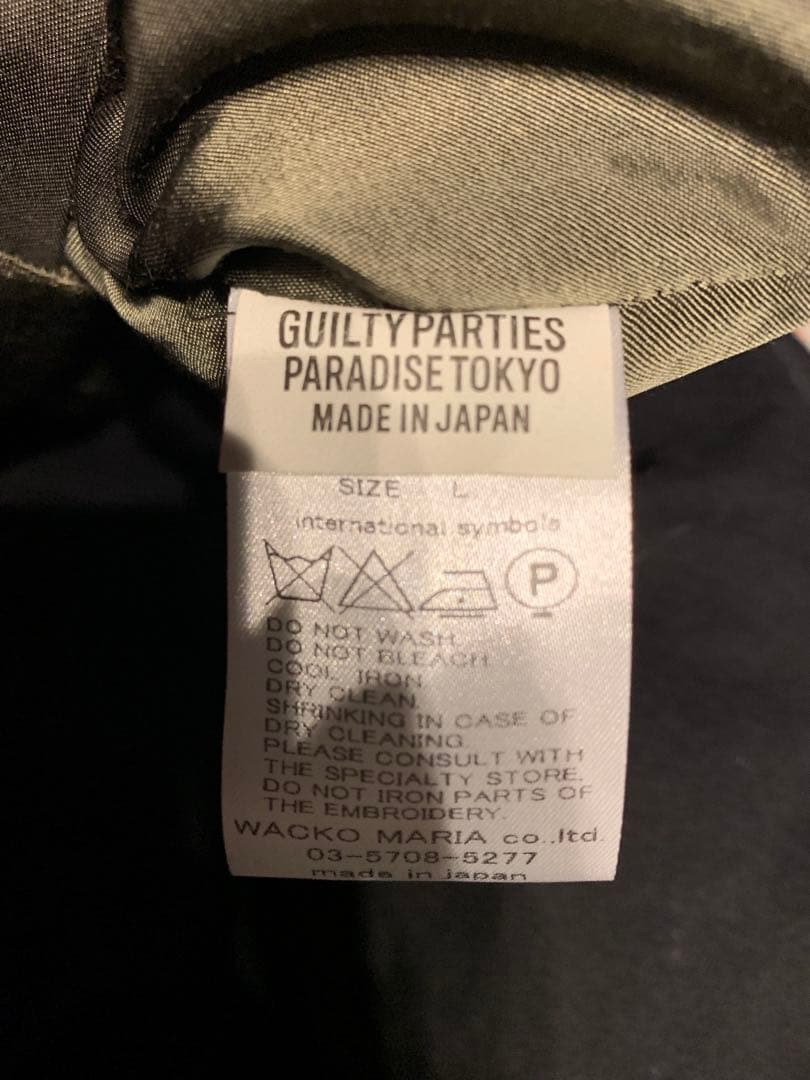 GUILTY PARTIES
PARADISE TOKYO
MADE IN JAPAN
SIZE L
international symbols
P
DO NOT WASH
DO NOT BLEACH
COOL IRON
DRY CLEAN
SHRINKING IN CASE OF
DRY CLEANING.
PLEASE CONSULT WITH
THE SPECIALTY STORE.
DO NOT IRON PARTS OF
THE EMBROIDERY.
WACKO MARIA co.,ltd.
03-5708-5277
made in japan